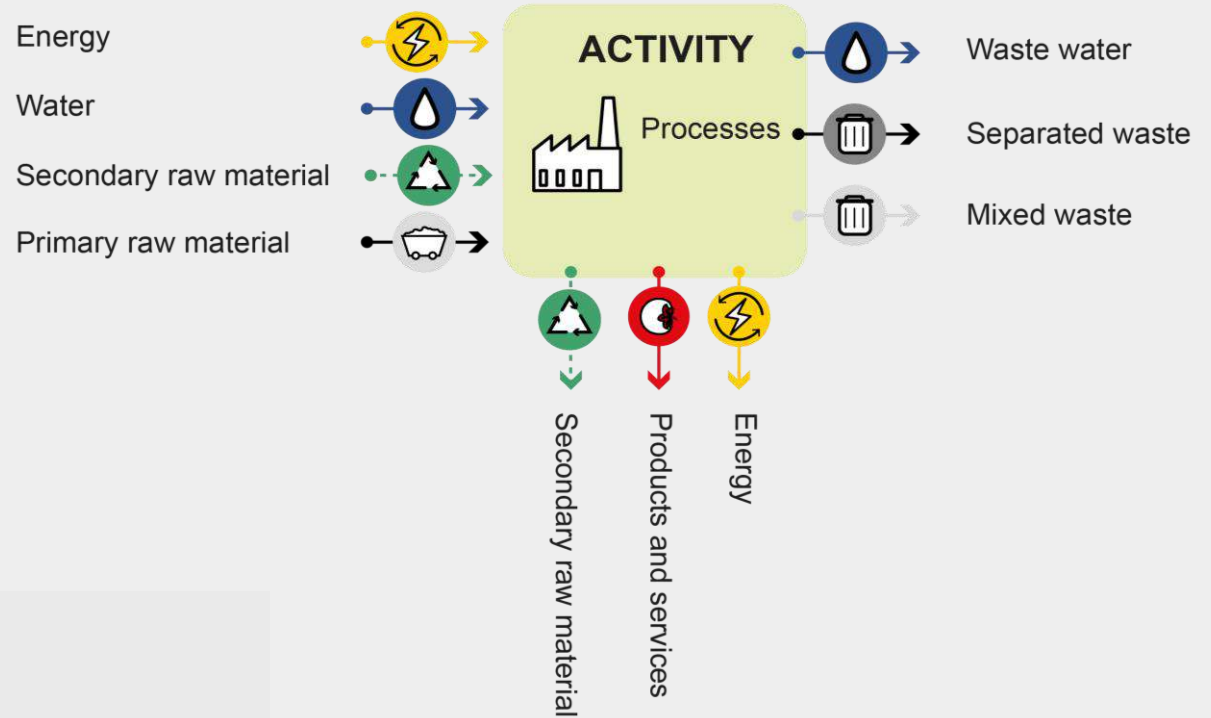 Energy
Water
Secondary raw material
Primary raw material
ACTIVITY
Processes
Waste water
Separated waste
Mixed waste
Secondary raw material
Products and services
Energy